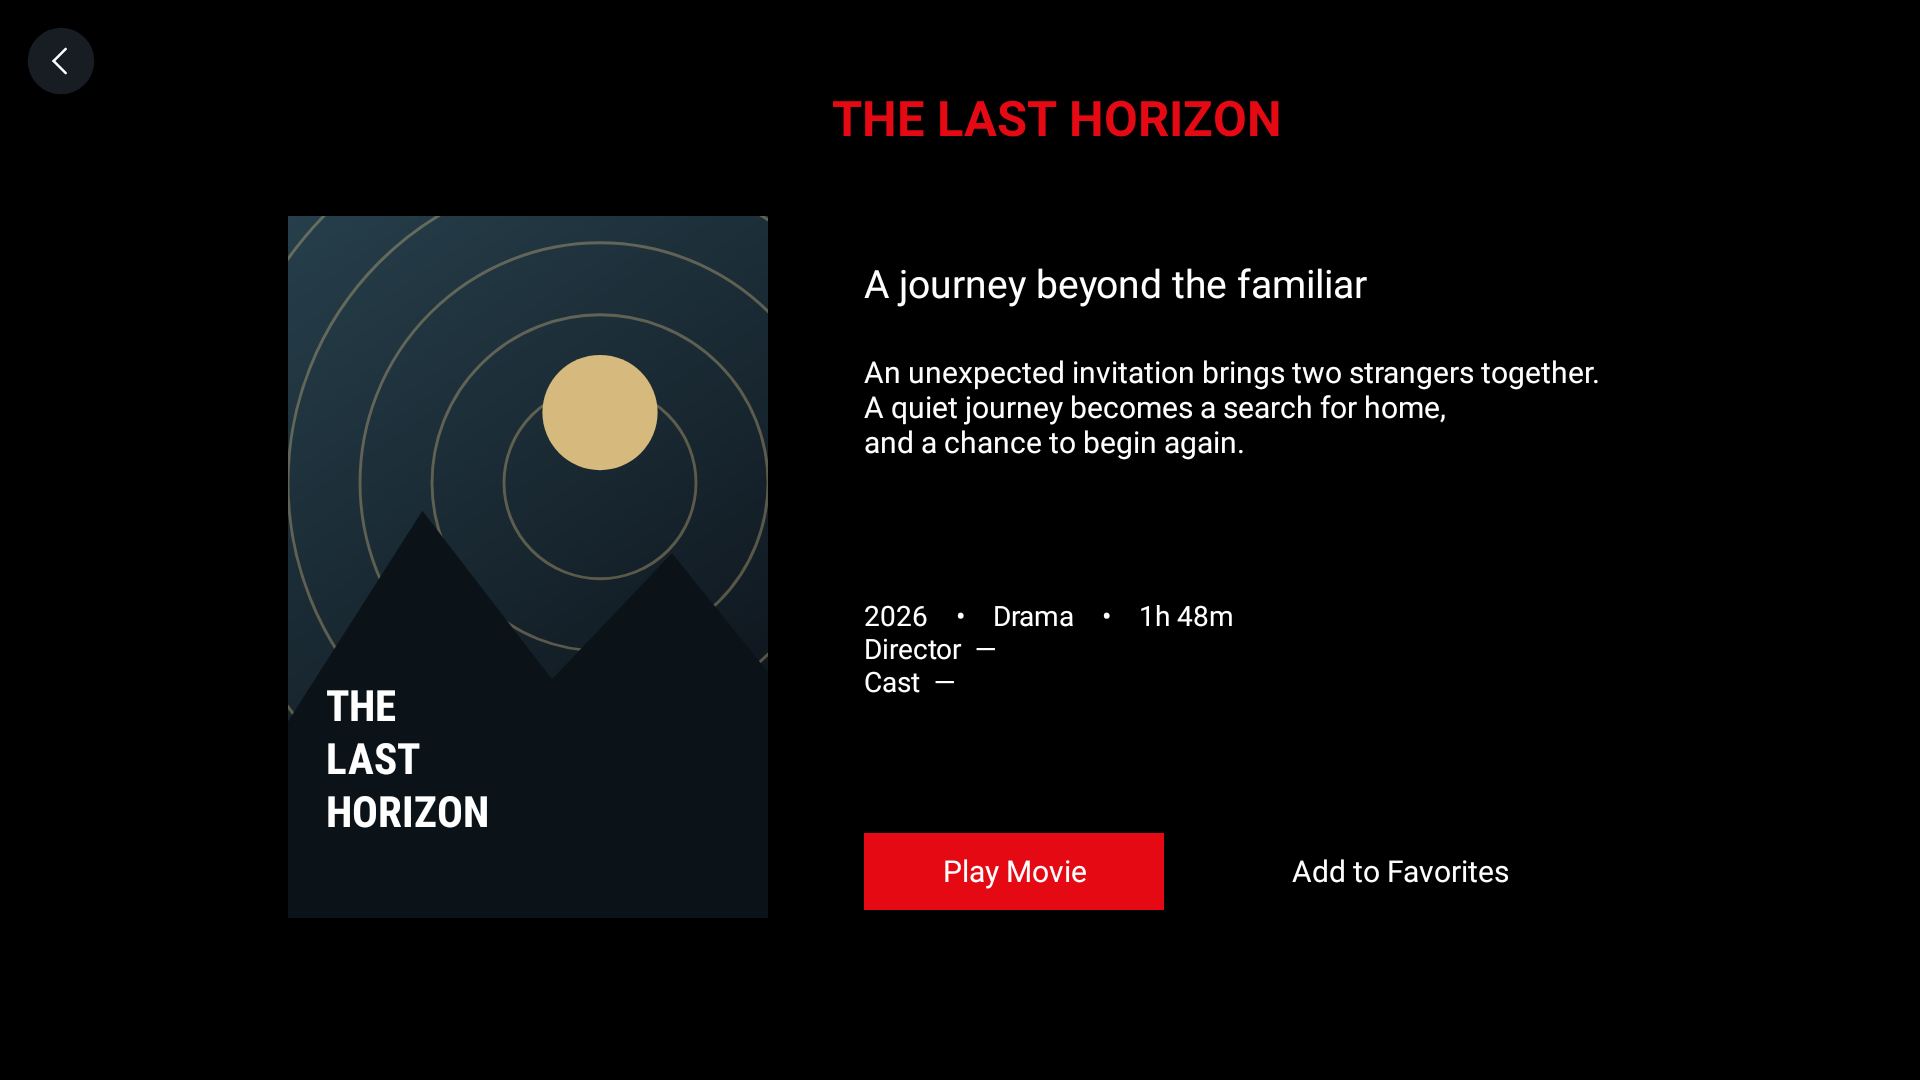 THE LAST HORIZON
THE
LAST
HORIZON
A journey beyond the familiar
An unexpected invitation brings two strangers together.
A quiet journey becomes a search for home,
and a chance to begin again.
2026 • Drama • 1h 48m
Director —
Cast —
Play Movie
Add to Favorites